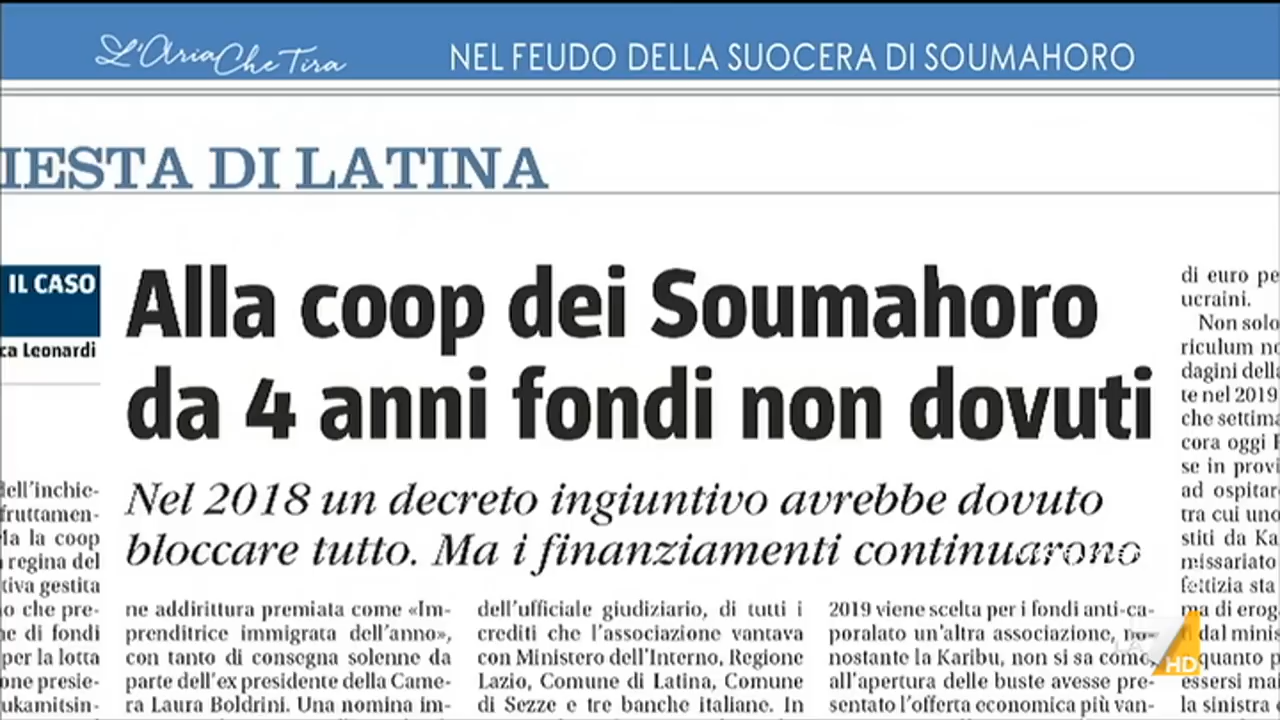 L'Aria Che Tira
NEL FEUDO DELLA SUOCERA DI SOUMAHORO
IESTA DI LATINA
IL CASO
ca Leonardi
Alla coop dei Soumahoro
da 4 anni fondi non dovuti
Nel 2018 un decreto ingiuntivo avrebbe dovuto
bloccare tutto. Ma i finanziamenti continuarono
dell'inchie-
fruttamen-
Ma la coop
regina del
tiva gestita
o che pre-
ne di fondi
per la lotta
one presie-
ukamitsin-
ne addirittura premiata come «Im-
prenditrice immigrata dell'anno»,
con tanto di consegna solenne da
parte dell'ex presidente della Came-
ra Laura Boldrini. Una nomina im-
dell'ufficiale giudiziario, di tutti i
crediti che l'associazione vantava
con Ministero dell'Interno, Regione
Lazio, Comune di Latina, Comune
di Sezze e tre banche italiane. In
2019 viene scelta per i fondi anti-ca-
poralato un'altra associazione, no-
nostante la Karibu, non si sa come,
all'apertura delle buste avesse pre-
sentato l'offerta economica più van-
di euro pe
ucraini.
Non solo
riculum no
dagini della
te nel 2019
che settima
cora oggi
se in provi
ad ospitar
tra cui uno
stiti da Ka
missariato
fettizia sta
ma di erog
dal minis
quanto p
essersi mai
la sinistra
LA7 HD